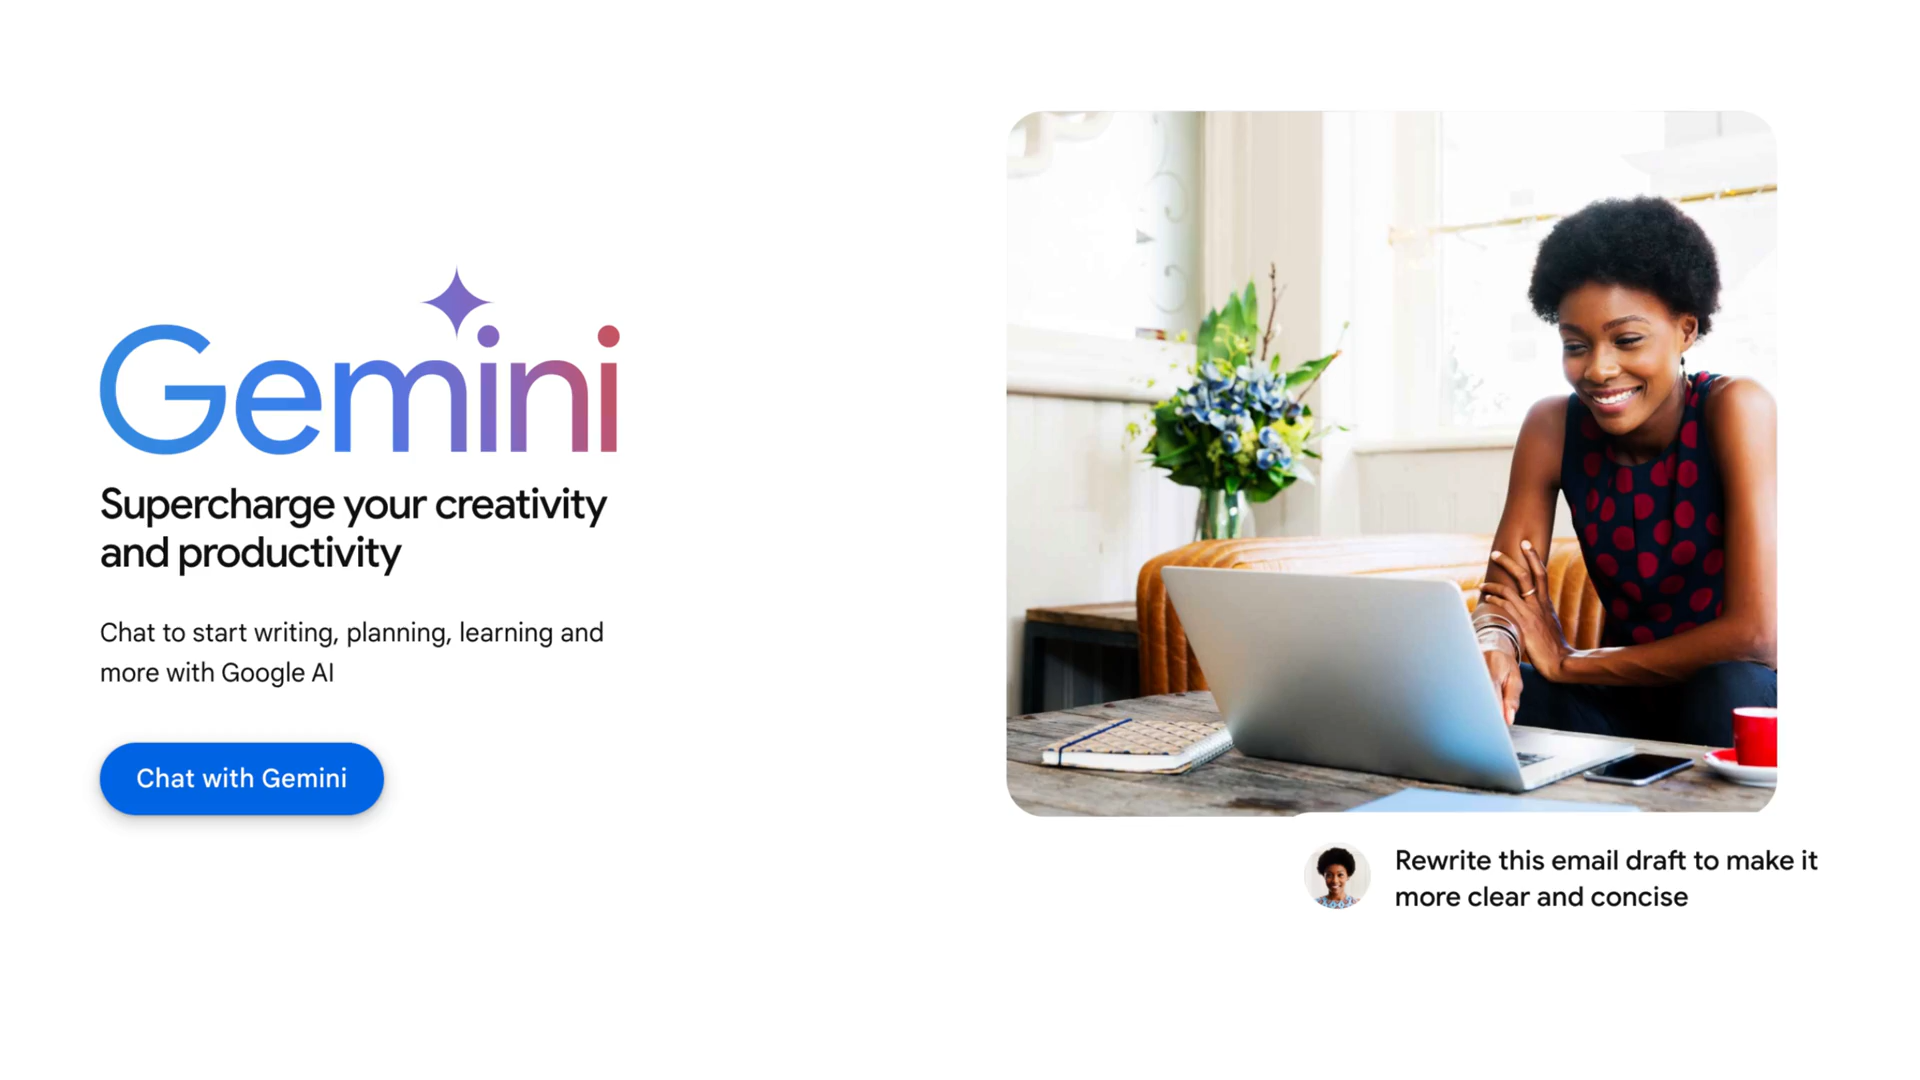 Gemini
Supercharge your creativity
and productivity
Chat to start writing, planning, learning and
more with Google AI
Chat with Gemini
Rewrite this email draft to make it
more clear and concise